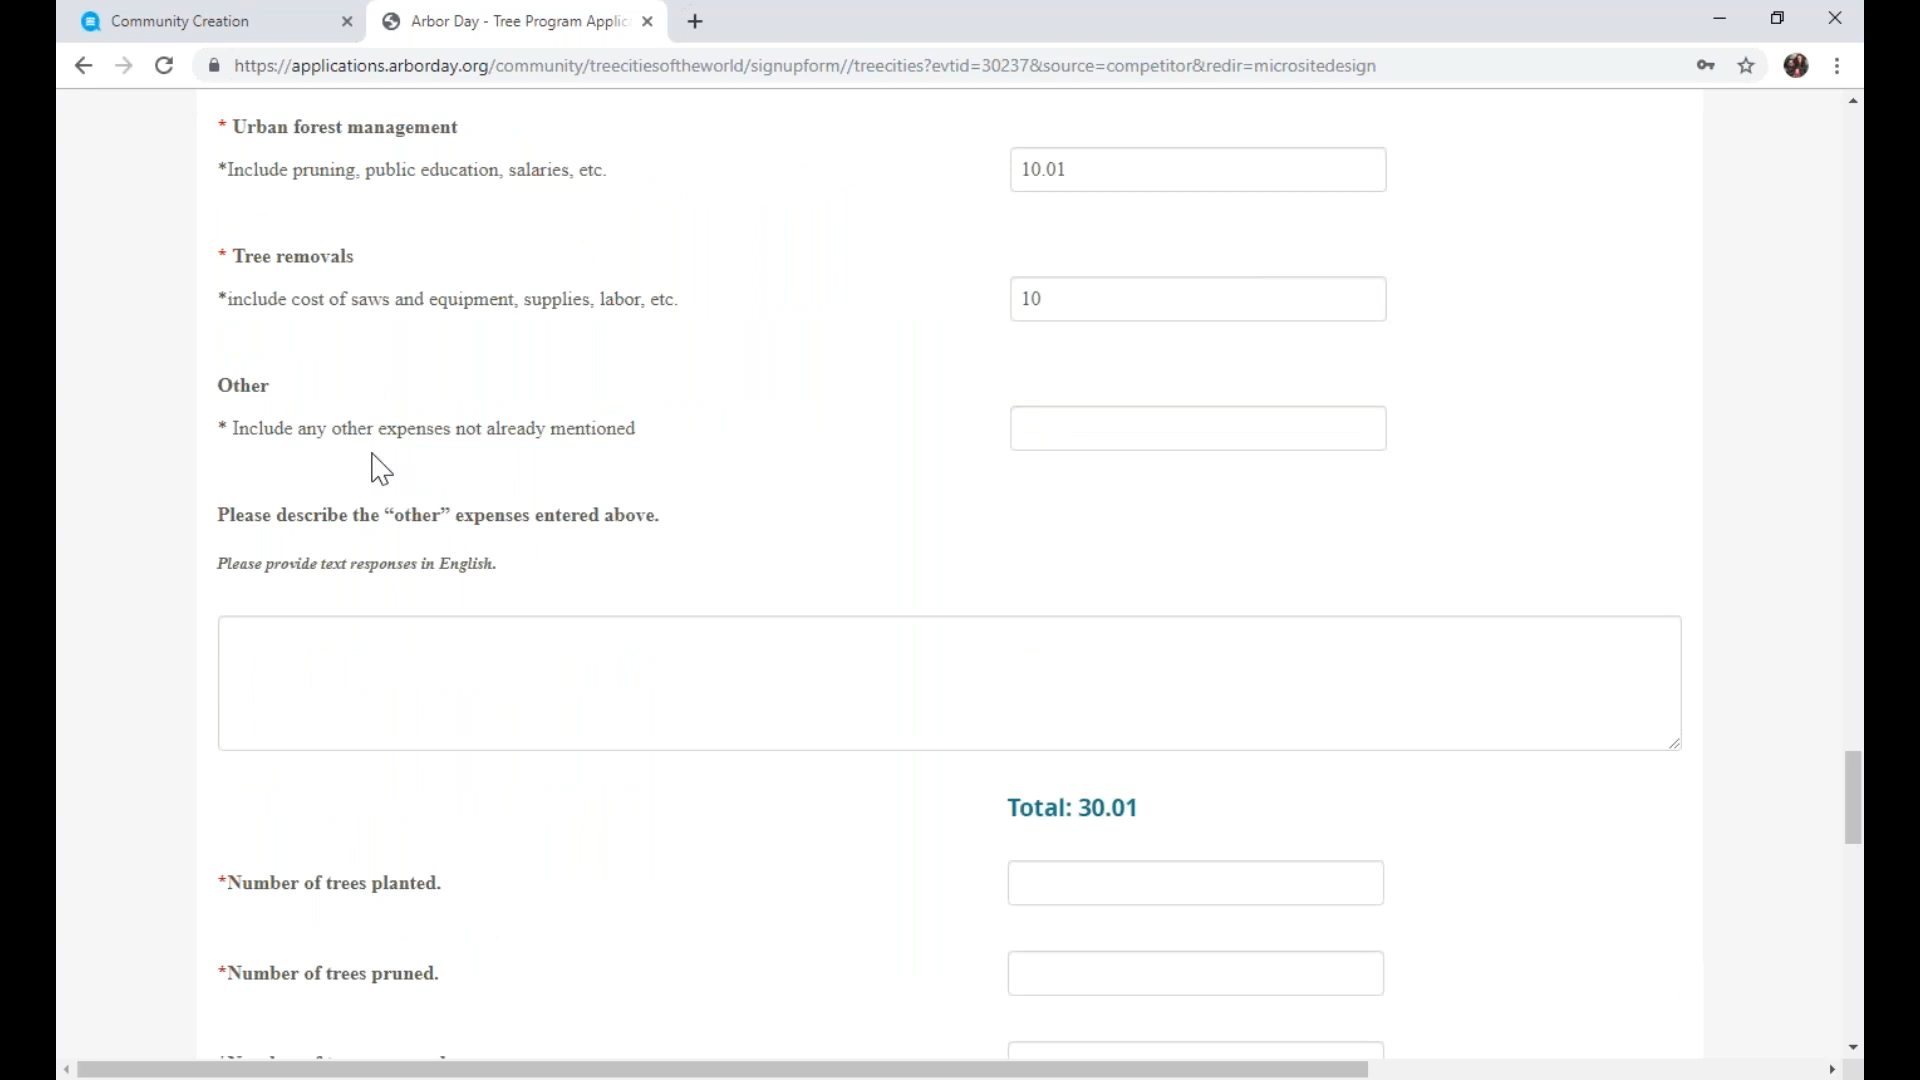 Community Creation
Arbor Day - Tree Program Applic
https://applications.arborday.org/community/treecitiesoftheworld/signupform//treecities?evtid=30237&source=competitor&redir=micrositedesign
* Urban forest management
*Include pruning, public education, salaries, etc.
10.01
* Tree removals
*include cost of saws and equipment, supplies, labor, etc.
10
Other
* Include any other expenses not already mentioned
Please describe the “other” expenses entered above.
Please provide text responses in English.
Total: 30.01
*Number of trees planted.
*Number of trees pruned.